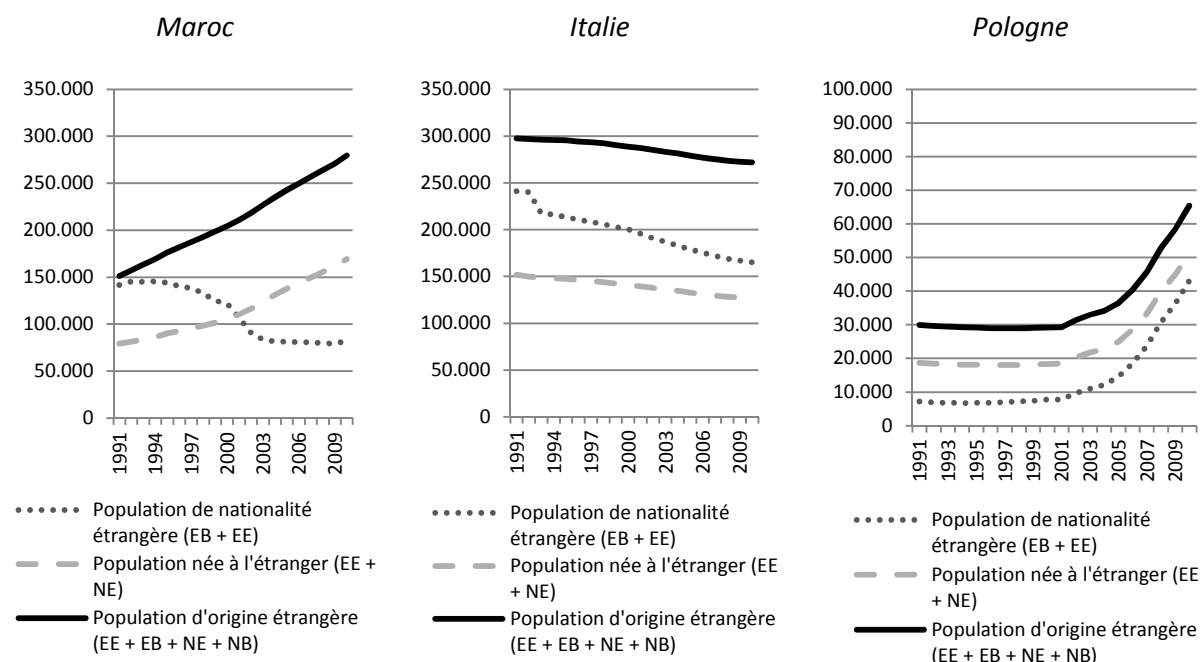 Maroc
350.000
300.000
250.000
200.000
150.000
100.000
50.000
0
1991
1994
1997
2000
2003
2006
2009
Population de nationalité
étrangère (EB + EE)
Population née à l'étranger (EE +
NE)
Population d'origine étrangère
(EE + EB + NE + NB)
Italie
350.000
300.000
250.000
200.000
150.000
100.000
50.000
0
1991
1994
1997
2000
2003
2006
2009
Population de nationalité
étrangère (EB + EE)
Population née à l'étranger (EE
+ NE)
Population d'origine étrangère
(EE + EB + NE + NB)
Pologne
100.000
90.000
80.000
70.000
60.000
50.000
40.000
30.000
20.000
10.000
0
1991
1993
1995
1997
1999
2001
2003
2005
2007
2009
Population de nationalité
étrangère (EB + EE)
Population née à l'étranger (EE
+ NE)
Population d'origine étrangère
(EE + EB + NE + NB)